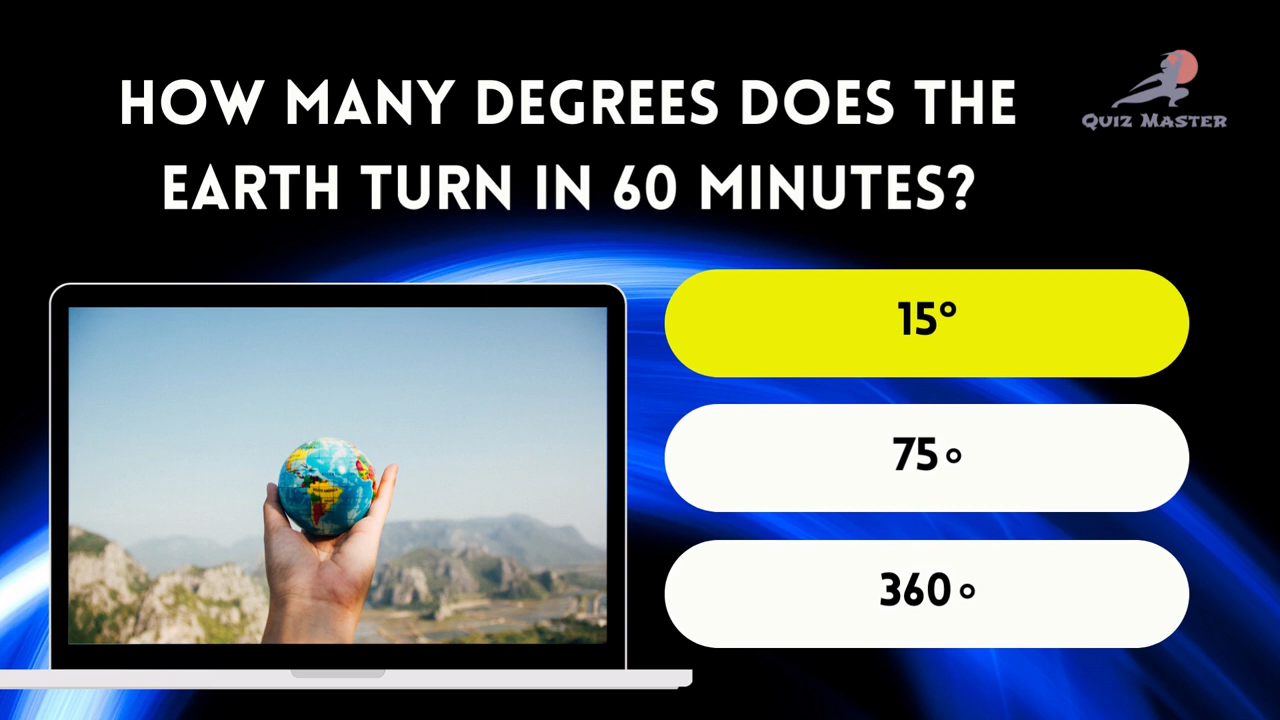 HOW MANY DEGREES DOES THE
EARTH TURN IN 60 MINUTES?
QUIZ MASTER
15°
75°
360°